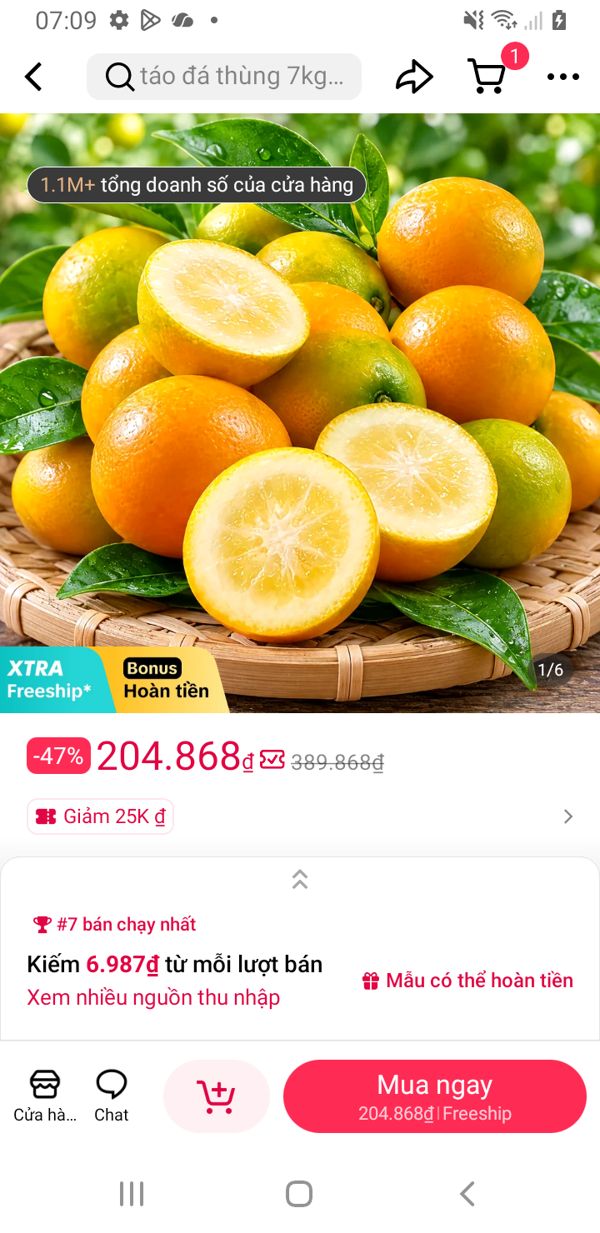 07:09
táo đá thùng 7kg...
1
1.1M+ tổng doanh số của cửa hàng
XTRA
Freeship*
Bonus
Hoàn tiền
1/6
-47% 204.868₫ 389.868₫
Giảm 25K ₫
#7 bán chạy nhất
Kiếm 6.987₫ từ mỗi lượt bán
Xem nhiều nguồn thu nhập
Mẫu có thể hoàn tiền
Cửa hà...
Chat
Mua ngay
204.868₫|Freeship